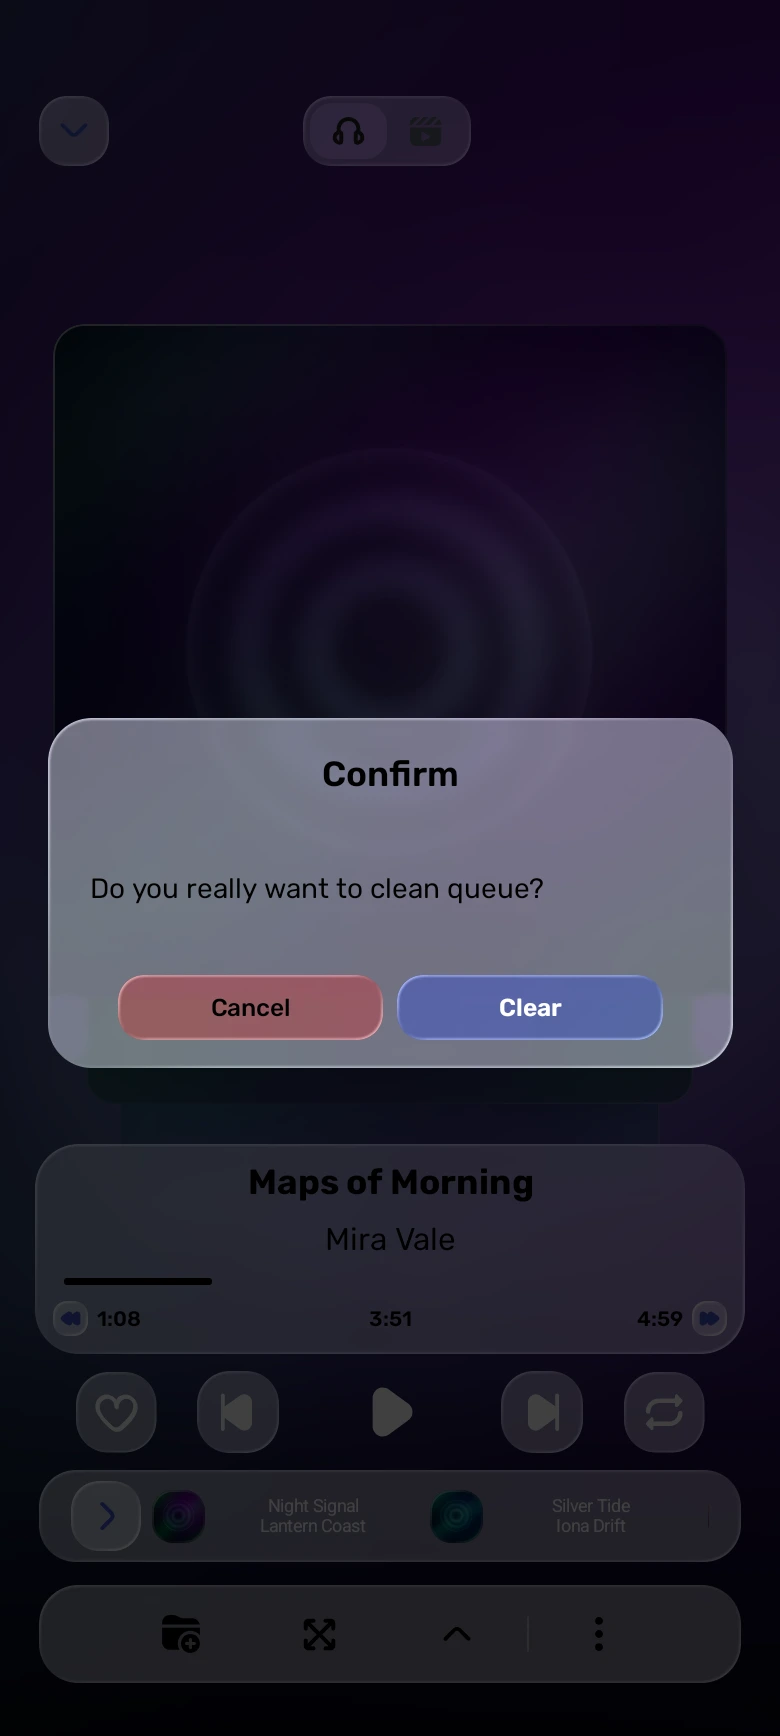 Confirm
Do you really want to clean queue?
Cancel
Clear
Maps of Morning
Mira Vale
1:08
3:51
4:59
Night Signal
Lantern Coast
Silver Tide
Iona Drift